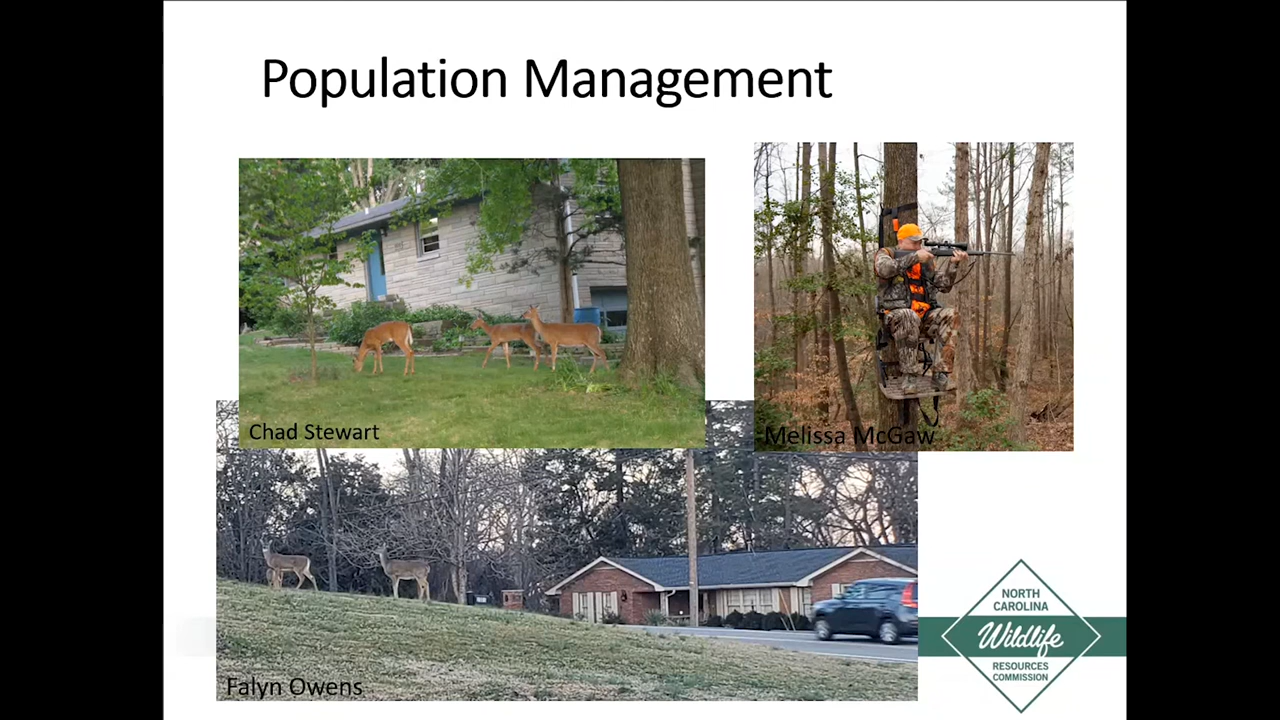 Population Management
Chad Stewart
Melissa McGaw
Falyn Owens
NORTH
CAROLINA
Wildlife
RESOURCES
COMMISSION